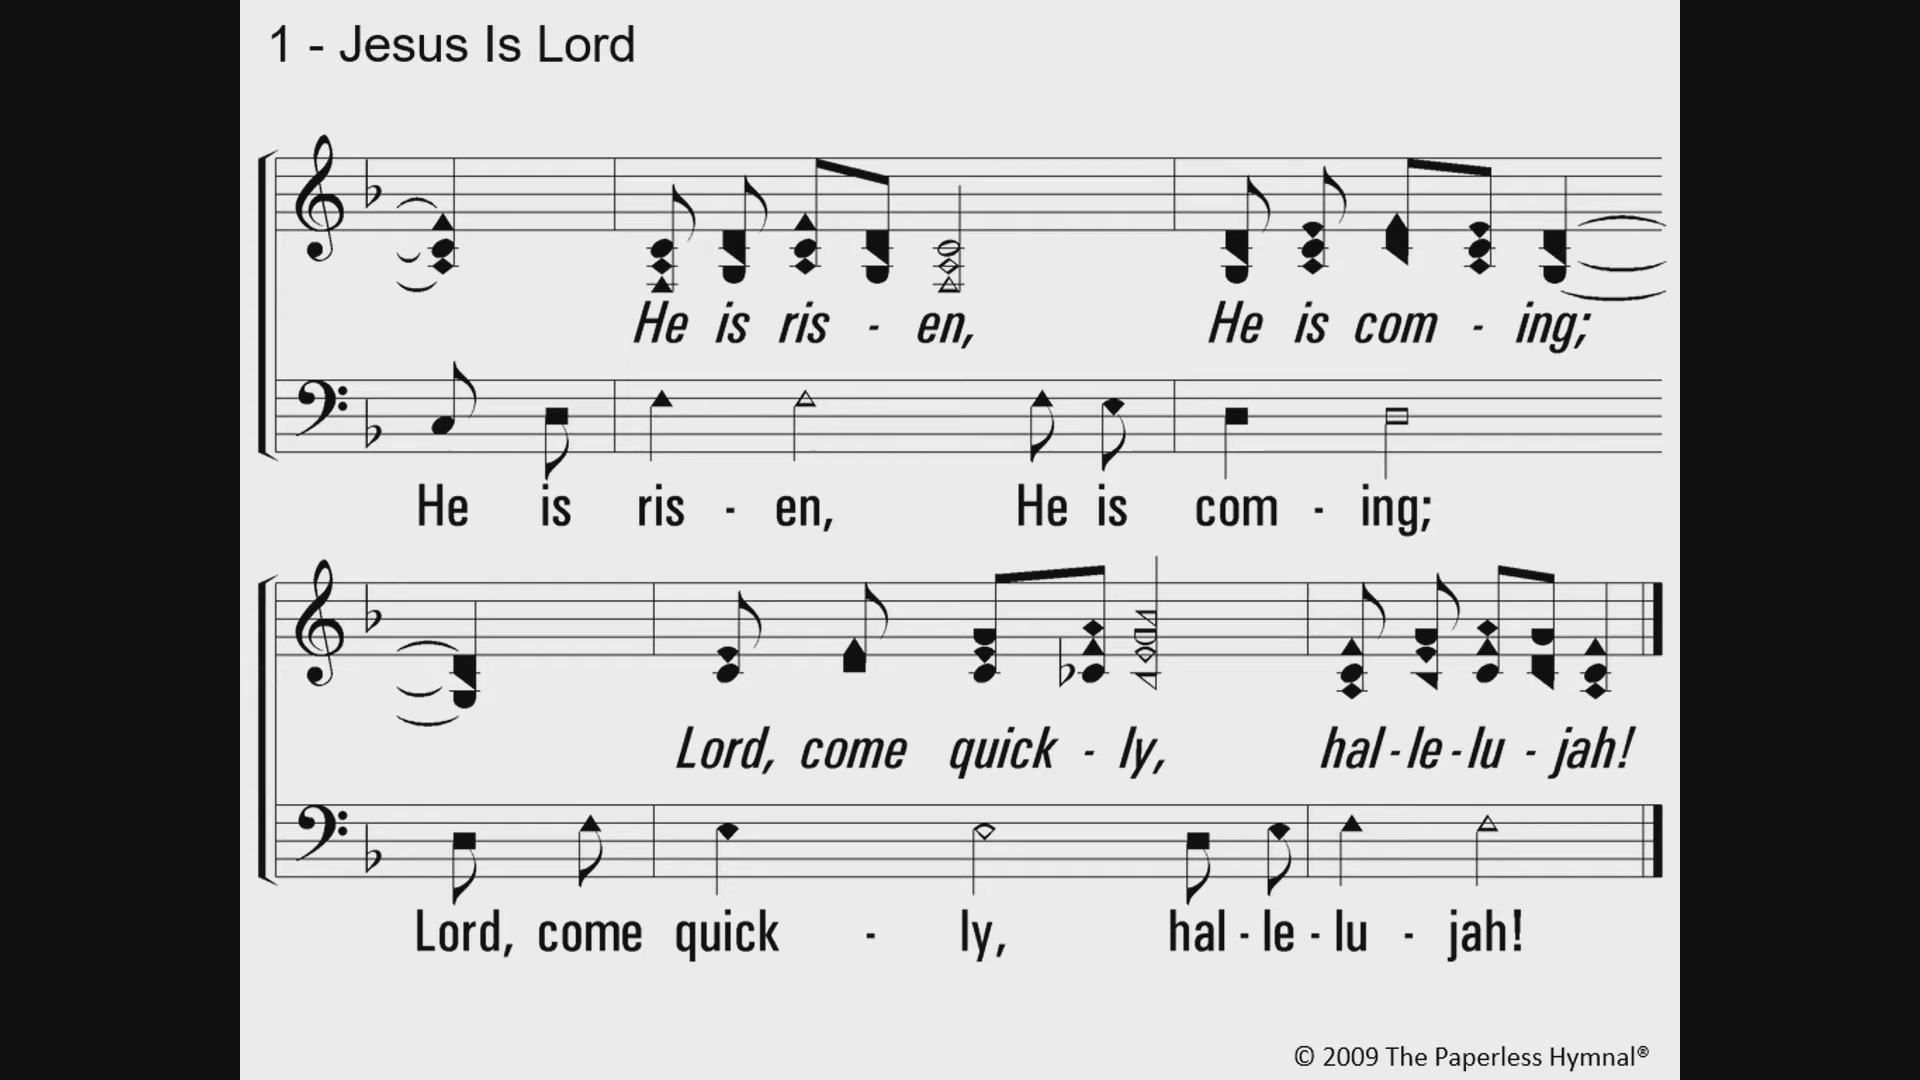 1 - Jesus Is Lord
He is ris - en, He is com - ing;
He is ris - en, He is com - ing;
Lord, come quick - ly, hal - le - lu - jah!
Lord, come quick - ly, hal - le - lu - jah!
© 2009 The Paperless Hymnal®